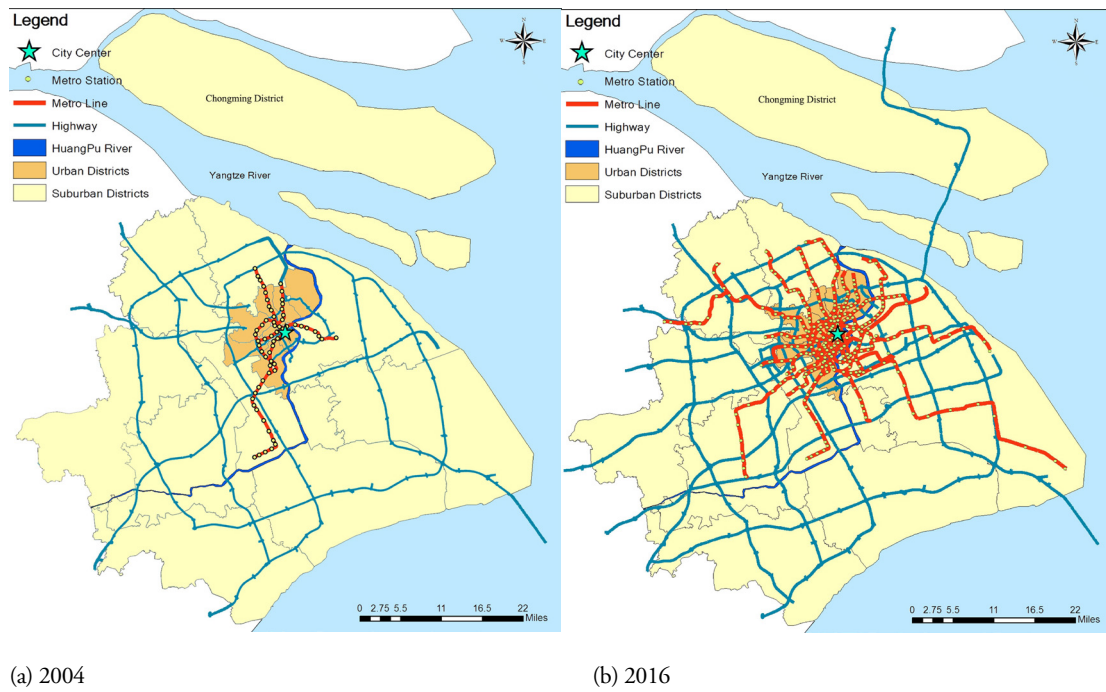 Legend
City Center
Metro Station
Metro Line
Highway
HuangPu River
Urban Districts
Suburban Districts
Chongming District
Yangtze River
N
W
E
S
0 2.75 5.5 11 16.5 22
Miles
(a) 2004
Legend
City Center
Metro Station
Metro Line
Highway
HuangPu River
Urban Districts
Suburban Districts
Chongming District
Yangtze River
N
W
E
S
0 2.75 5.5 11 16.5 22
Miles
(b) 2016